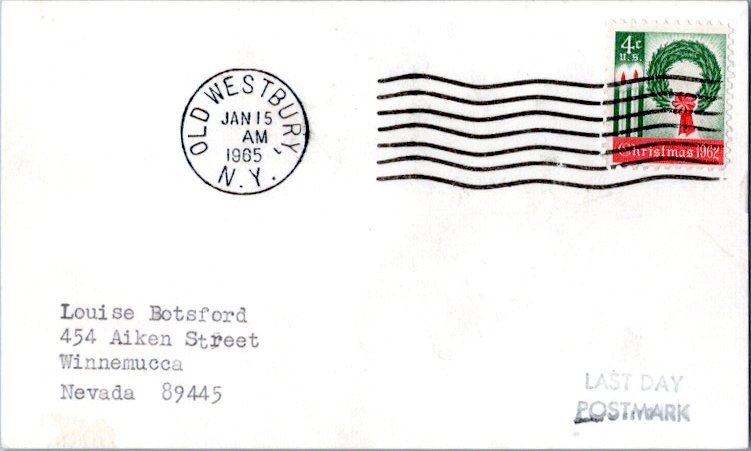 OLD WESTBURY,
JAN 15
AM
1965
N.Y.
4¢
U.S.
Christmas 1962
Louise Botsford
454 Aiken Street
Winnemucca
Nevada 89445
LAST DAY
POSTMARK